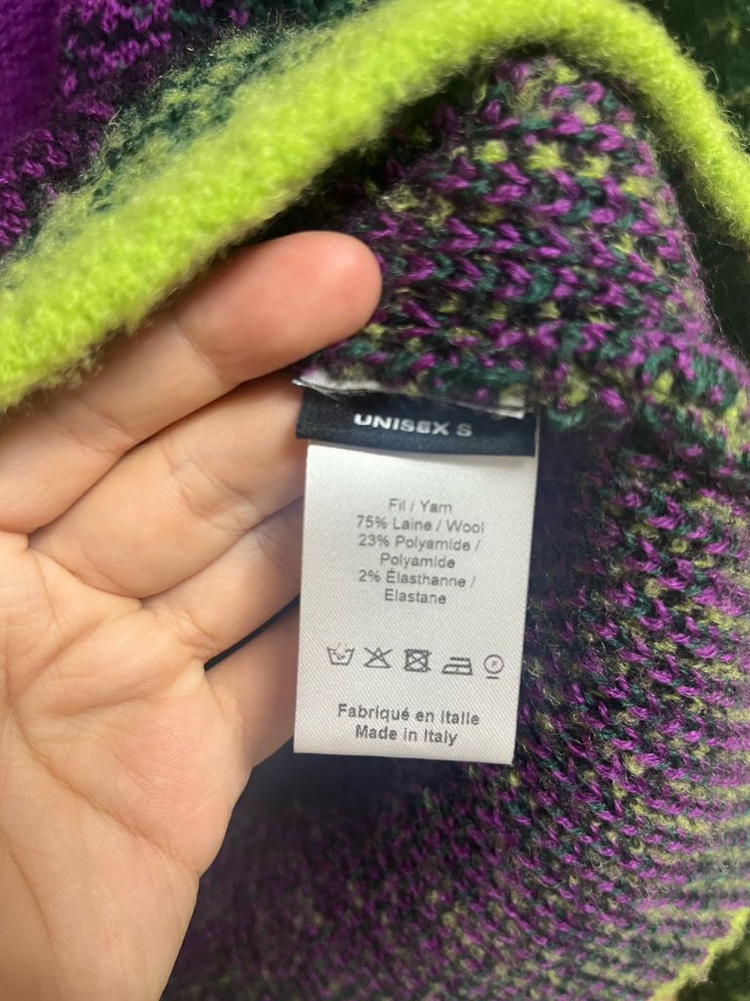 UNISEX S
Fil / Yarn
75% Laine / Wool
23% Polyamide /
Polyamide
2% Élasthanne /
Elastane
F
Fabriqué en Italie
Made in Italy